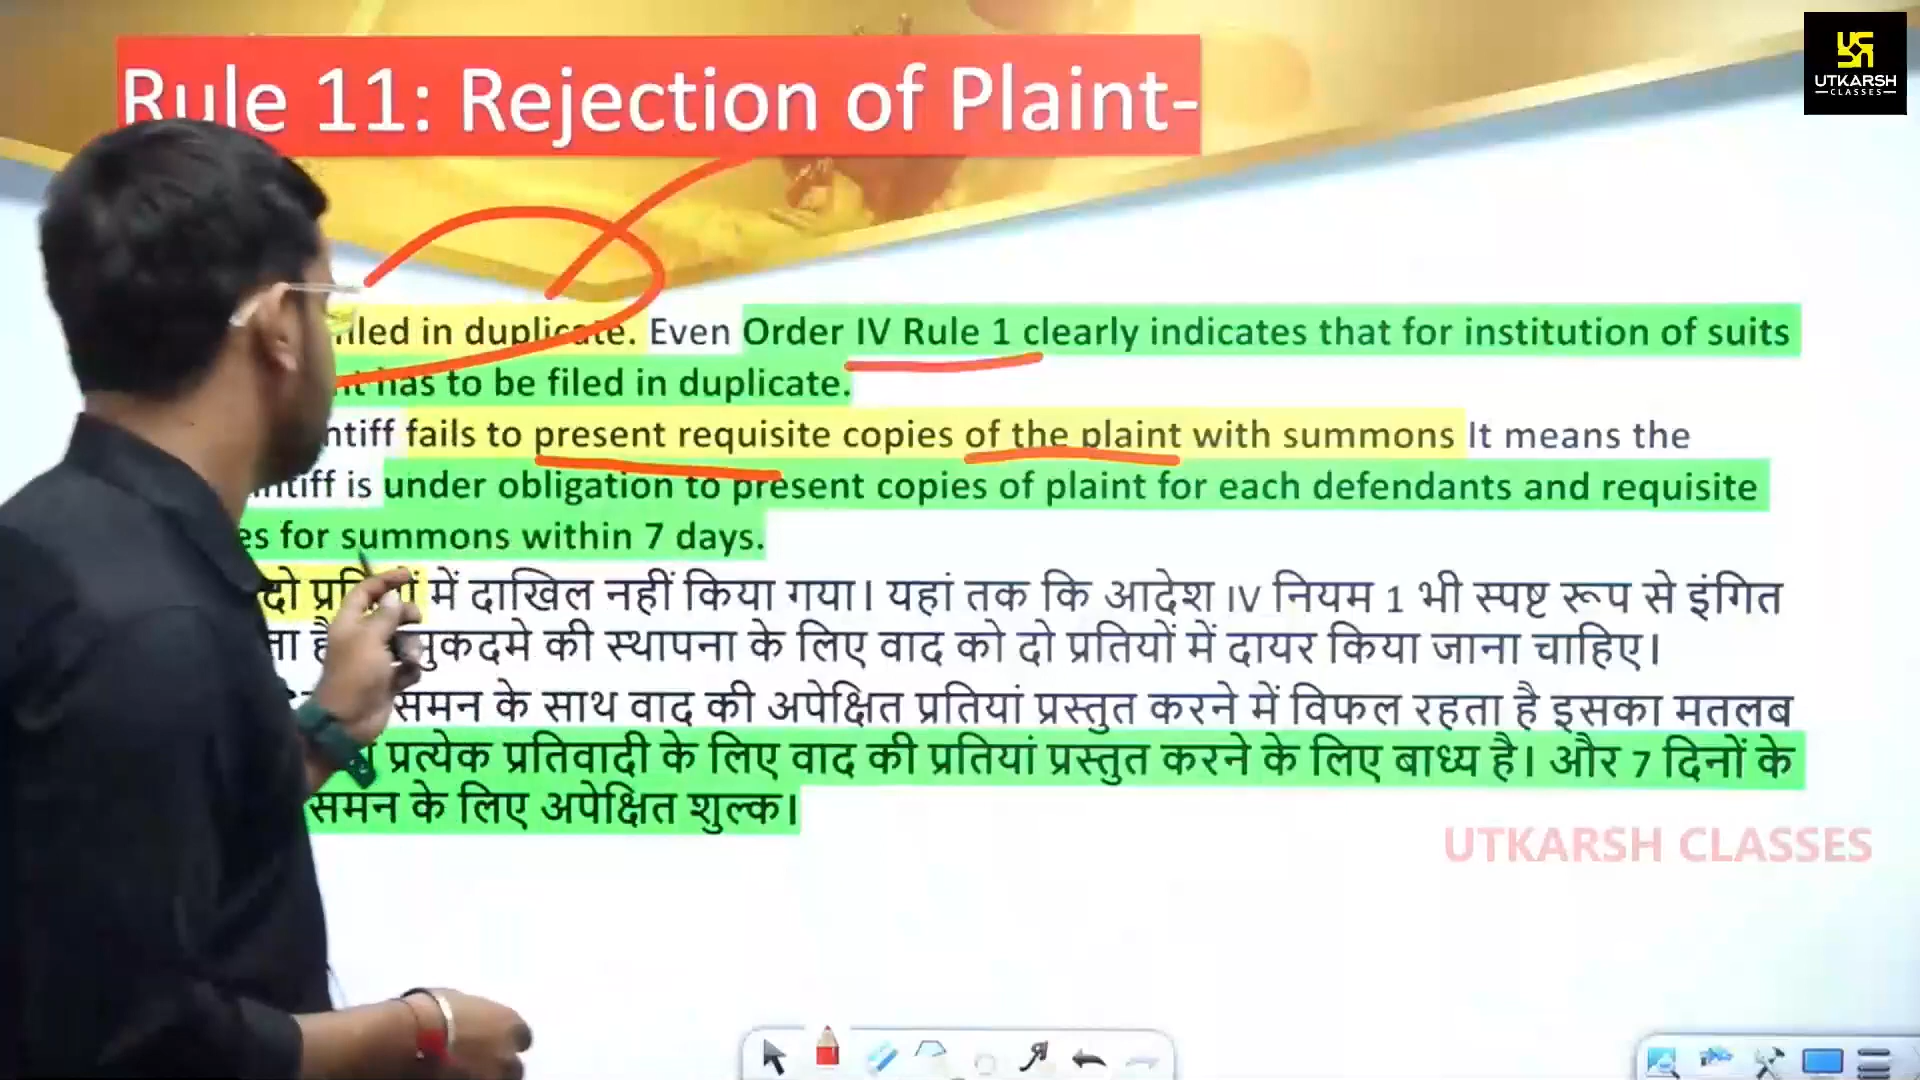 Rule 11: Rejection of Plaint-
UTKARSH
CLASSES
in duplicate. Even Order IV Rule 1 clearly indicates that for institution of suits
has to be filed in duplicate.
fails to present requisite copies of the plaint with summons It means the
is under obligation to present copies of plaint for each defendants and requisite
for summons within 7 days.
दो में दाखिल नहीं किया गया। यहां तक कि आदेश IV नियम 1 भी स्पष्ट रूप से इंगित
की स्थापना के लिए वाद को दो प्रतियों में दायर किया जाना चाहिए।
समन के साथ वाद की अपेक्षित प्रतियां प्रस्तुत करने में विफल रहता है इसका मतलब
प्रत्येक प्रतिवादी के लिए वाद की प्रतियां प्रस्तुत करने के लिए बाध्य है। और 7 दिनों के
समन के लिए अपेक्षित शुल्क।
UTKARSH CLASSES